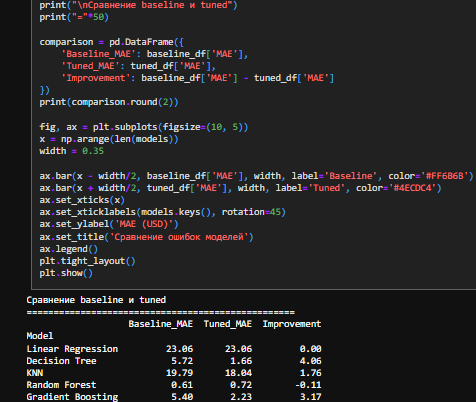 print("\nСравнение baseline и tuned")
print("="*50)

comparison = pd.DataFrame({
    'Baseline_MAE': baseline_df['MAE'],
    'Tuned_MAE': tuned_df['MAE'],
    'Improvement': baseline_df['MAE'] - tuned_df['MAE']
})
print(comparison.round(2))

fig, ax = plt.subplots(figsize=(10, 5))
x = np.arange(len(models))
width = 0.35

ax.bar(x - width/2, baseline_df['MAE'], width, label='Baseline', color='#FF6B6B')
ax.bar(x + width/2, tuned_df['MAE'], width, label='Tuned', color='#4ECDC4')
ax.set_xticks(x)
ax.set_xticklabels(models.keys(), rotation=45)
ax.set_ylabel('MAE (USD)')
ax.set_title('Сравнение ошибок моделей')
ax.legend()
plt.tight_layout()
plt.show()

Сравнение baseline и tuned
==================================================
                   Baseline_MAE  Tuned_MAE  Improvement
Model
Linear Regression         23.06      23.06         0.00
Decision Tree              5.72       1.66         4.06
KNN                       19.79      18.04         1.76
Random Forest              0.61       0.72        -0.11
Gradient Boosting          5.40       2.23         3.17